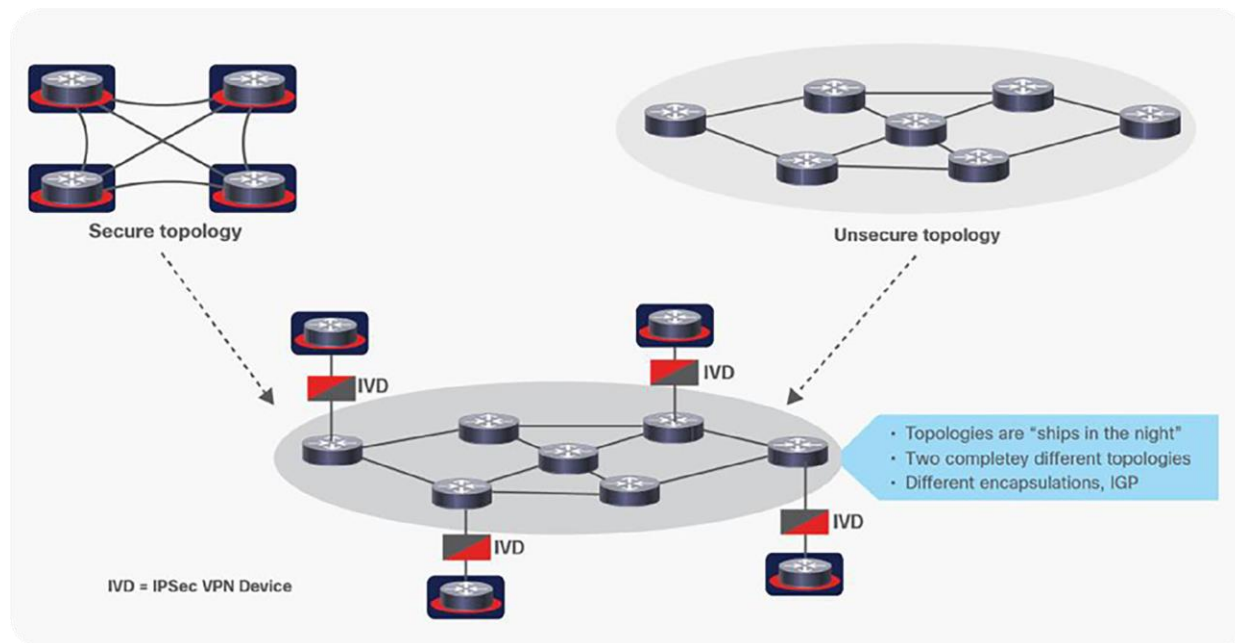 Secure topology
Unsecure topology
IVD
IVD
• Topologies are “ships in the night”
• Two completey different topologies
• Different encapsulations, IGP
IVD
IVD
IVD = IPSec VPN Device